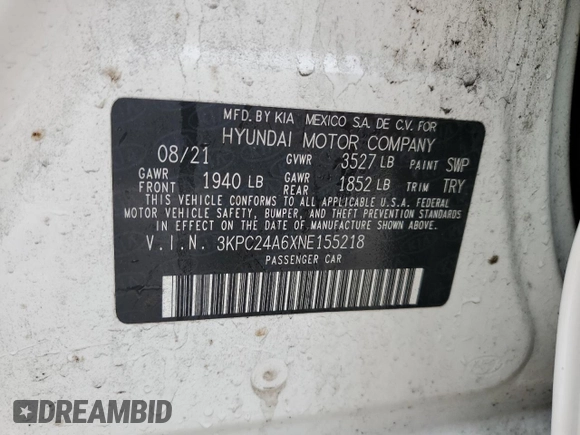 MFD. BY KIA MEXICO S.A. DE C.V. FOR
HYUNDAI MOTOR COMPANY
08/21 GVWR 3527 LB PAINT SWP
GAWR FRONT 1940 LB GAWR REAR 1852 LB TRIM TRY
THIS VEHICLE CONFORMS TO ALL APPLICABLE U.S.A. FEDERAL
MOTOR VEHICLE SAFETY, BUMPER, AND THEFT PREVENTION STANDARDS
IN EFFECT ON THE DATE OF MANUFACTURE SHOWN ABOVE.
V.I.N. 3KPC24A6XNE155218
PASSENGER CAR
DREAMBID